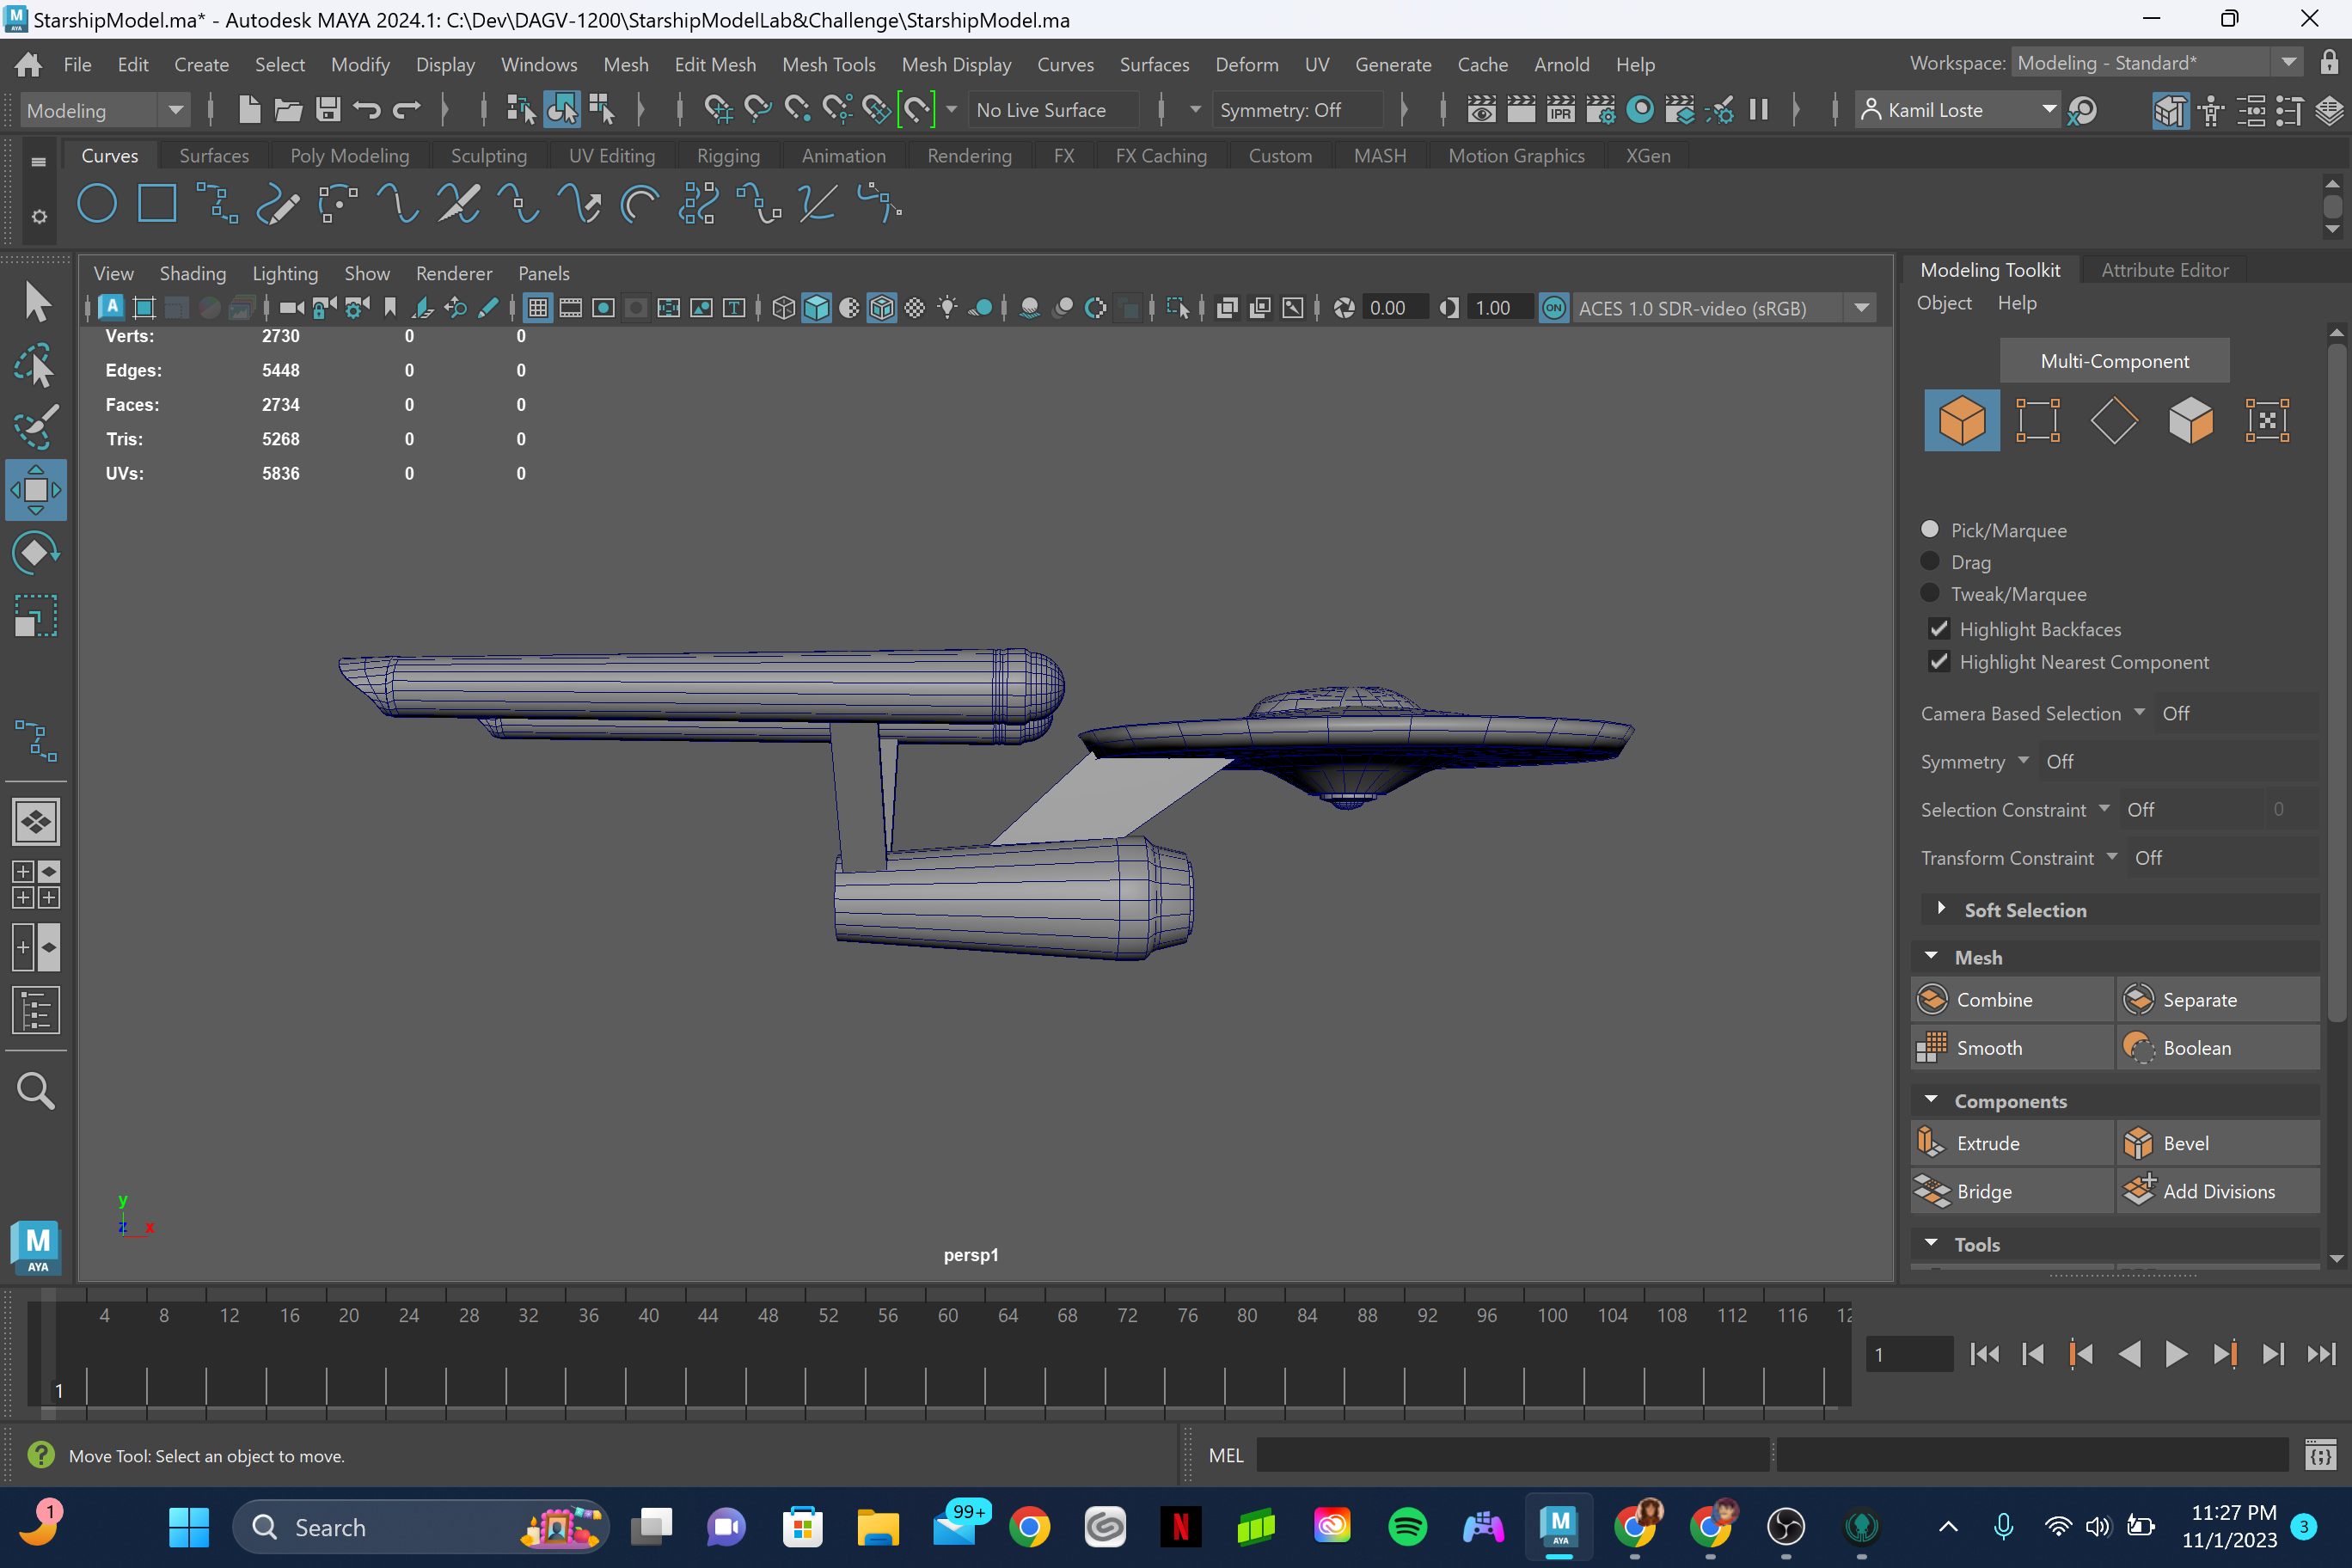 StarshipModel.ma* - Autodesk MAYA 2024.1: C:\Dev\DAGV-1200\StarshipModelLab&Challenge\StarshipModel.ma
File Edit Create Select Modify Display Windows Mesh Edit Mesh Mesh Tools Mesh Display Curves Surfaces Deform UV Generate Cache Arnold Help Workspace: Modeling - Standard*
Modeling No Live Surface Symmetry: Off IPR Kamil Loste
Curves Surfaces Poly Modeling Sculpting UV Editing Rigging Animation Rendering FX FX Caching Custom MASH Motion Graphics XGen
View Shading Lighting Show Renderer Panels
0.00 1.00 ON ACES 1.0 SDR-video (sRGB)
Verts: 2730 0 0
Edges: 5448 0 0
Faces: 2734 0 0
Tris: 5268 0 0
UVs: 5836 0 0
y
z x
persp1
Modeling Toolkit Attribute Editor
Object Help
Multi-Component
Pick/Marquee
Drag
Tweak/Marquee
Highlight Backfaces
Highlight Nearest Component
Camera Based Selection Off
Symmetry Off
Selection Constraint Off 0
Transform Constraint Off
Soft Selection
Mesh
Combine Separate
Smooth Boolean
Components
Extrude Bevel
Bridge Add Divisions
Tools
M
AYA
4 8 12 16 20 24 28 32 36 40 44 48 52 56 60 64 68 72 76 80 84 88 92 96 100 104 108 112 116 12
1
1
Move Tool: Select an object to move.
MEL
1
Search
99+
N
M
AYA
11:27 PM
11/1/2023
3